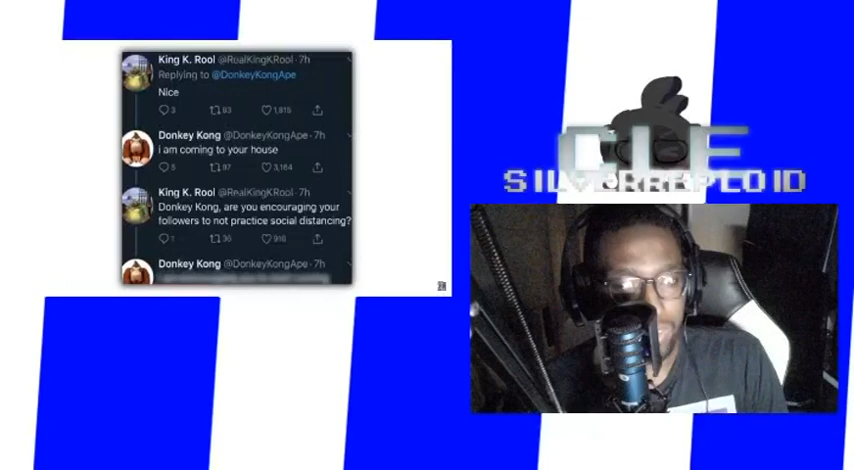 King K. Rool @RealKingKRool · 7h
Replying to @DonkeyKongApe
Nice
3 93 1,815
Donkey Kong @DonkeyKongApe · 7h
i am coming to your house
5 97 3,164
King K. Rool @RealKingKRool · 7h
Donkey Kong, are you encouraging your
followers to not practice social distancing?
1 36 916
Donkey Kong @DonkeyKongApe · 7h
CLF
SILVERREPLOID